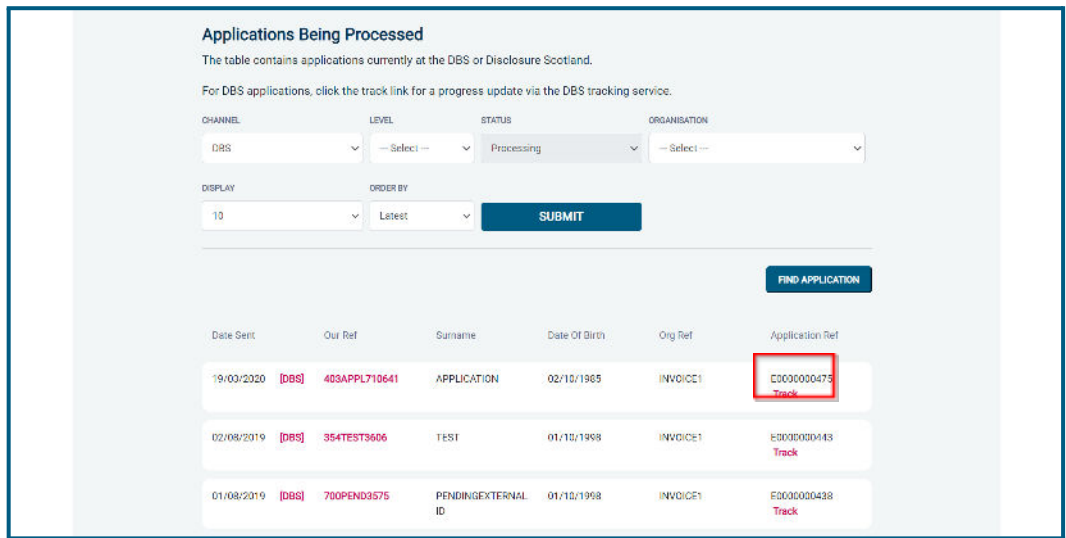 Applications Being Processed
The table contains applications currently at the DBS or Disclosure Scotland.
For DBS applications, click the track link for a progress update via the DBS tracking service.
CHANNEL LEVEL STATUS ORGANISATION
DBS --- Select --- Processing --- Select ---
DISPLAY ORDER BY
10 Latest SUBMIT
FIND APPLICATION
Date Sent Our Ref Surname Date Of Birth Org Ref Application Ref
19/03/2020 [DBS] 403APPL710641 APPLICATION 02/10/1985 INVOICE1 E0000000475
Track
02/08/2019 [DBS] 354TEST3606 TEST 01/10/1998 INVOICE1 E0000000443
Track
01/08/2019 [DBS] 700PEND3575 PENDINGEXTERNAL 01/10/1998 INVOICE1 E0000000438
ID Track